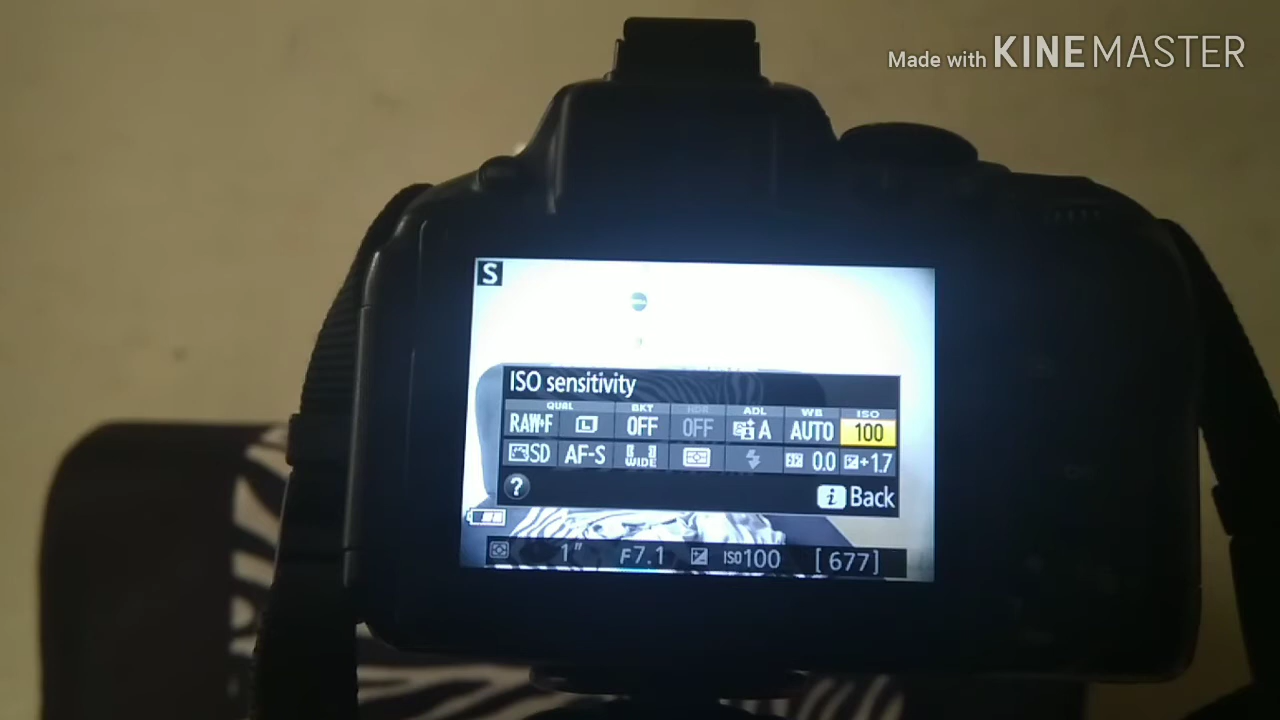 Made with KINEMASTER
S
ISO sensitivity
QUAL BKT HDR ADL WB ISO
RAW+F L OFF OFF A AUTO 100
SD AF-S WIDE 0.0 +1.7
? i Back
1" F7.1 ISO100 [677]